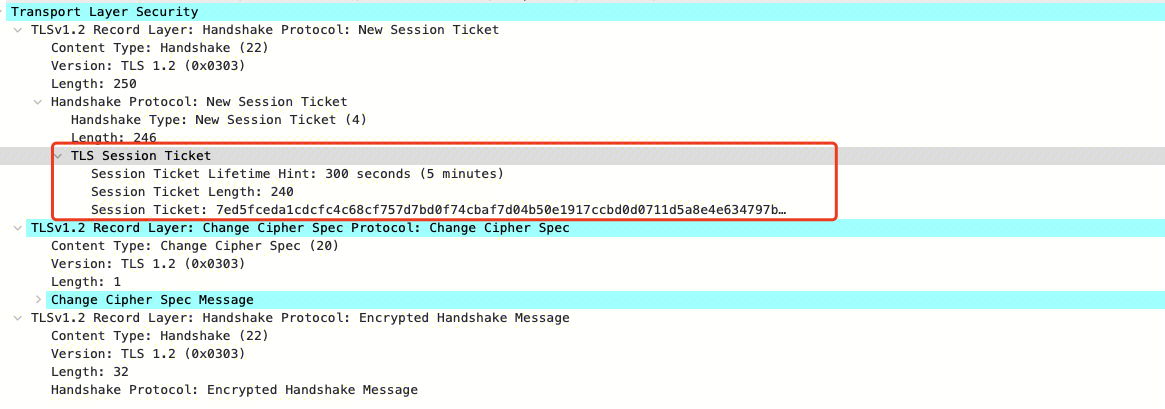 Transport Layer Security
TLSv1.2 Record Layer: Handshake Protocol: New Session Ticket
Content Type: Handshake (22)
Version: TLS 1.2 (0x0303)
Length: 250
Handshake Protocol: New Session Ticket
Handshake Type: New Session Ticket (4)
Length: 246
TLS Session Ticket
Session Ticket Lifetime Hint: 300 seconds (5 minutes)
Session Ticket Length: 240
Session Ticket: 7ed5fceda1cdcfc4c68cf757d7bd0f74cbaf7d04b50e1917ccbd0d0711d5a8e4e634797b…
TLSv1.2 Record Layer: Change Cipher Spec Protocol: Change Cipher Spec
Content Type: Change Cipher Spec (20)
Version: TLS 1.2 (0x0303)
Length: 1
Change Cipher Spec Message
TLSv1.2 Record Layer: Handshake Protocol: Encrypted Handshake Message
Content Type: Handshake (22)
Version: TLS 1.2 (0x0303)
Length: 32
Handshake Protocol: Encrypted Handshake Message